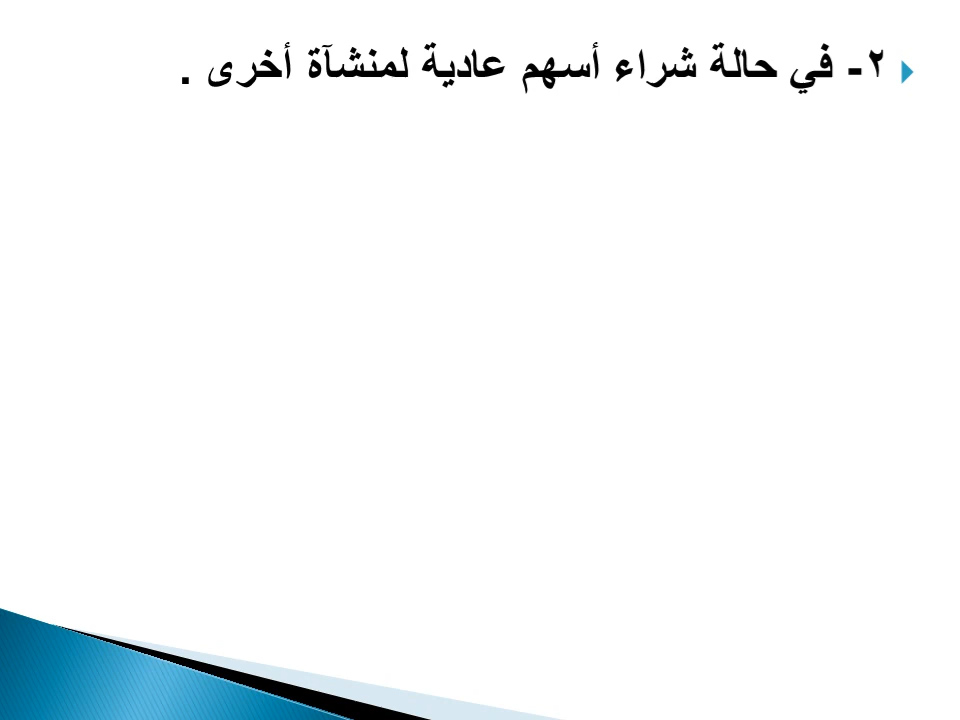 ٢- في حالة شراء أسهم عادية لمنشآة أخرى .